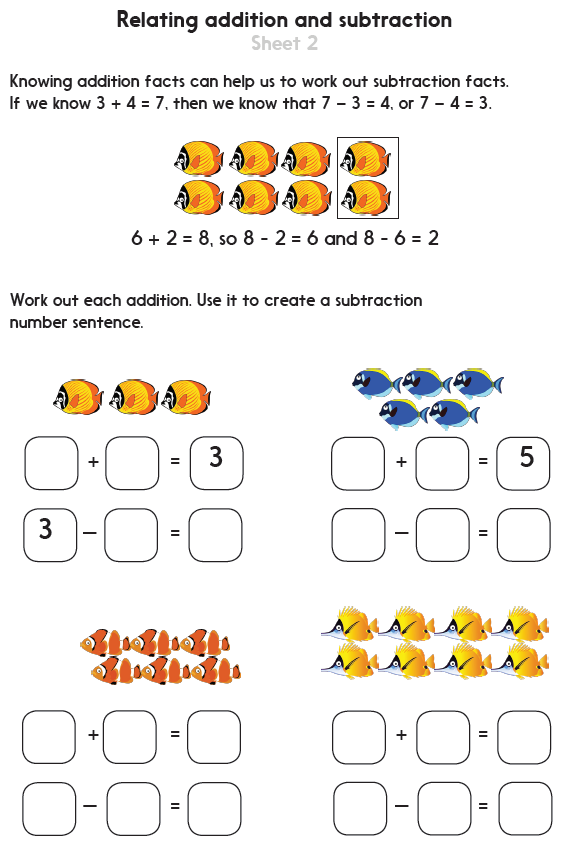 Relating addition and subtraction
Sheet 2
Knowing addition facts can help us to work out subtraction facts.
If we know 3 + 4 = 7, then we know that 7 – 3 = 4, or 7 – 4 = 3.
6 + 2 = 8, so 8 - 2 = 6 and 8 - 6 = 2
Work out each addition. Use it to create a subtraction
number sentence.
+ = 3
+ = 5
3 – =
– =
+ =
+ =
– =
– =